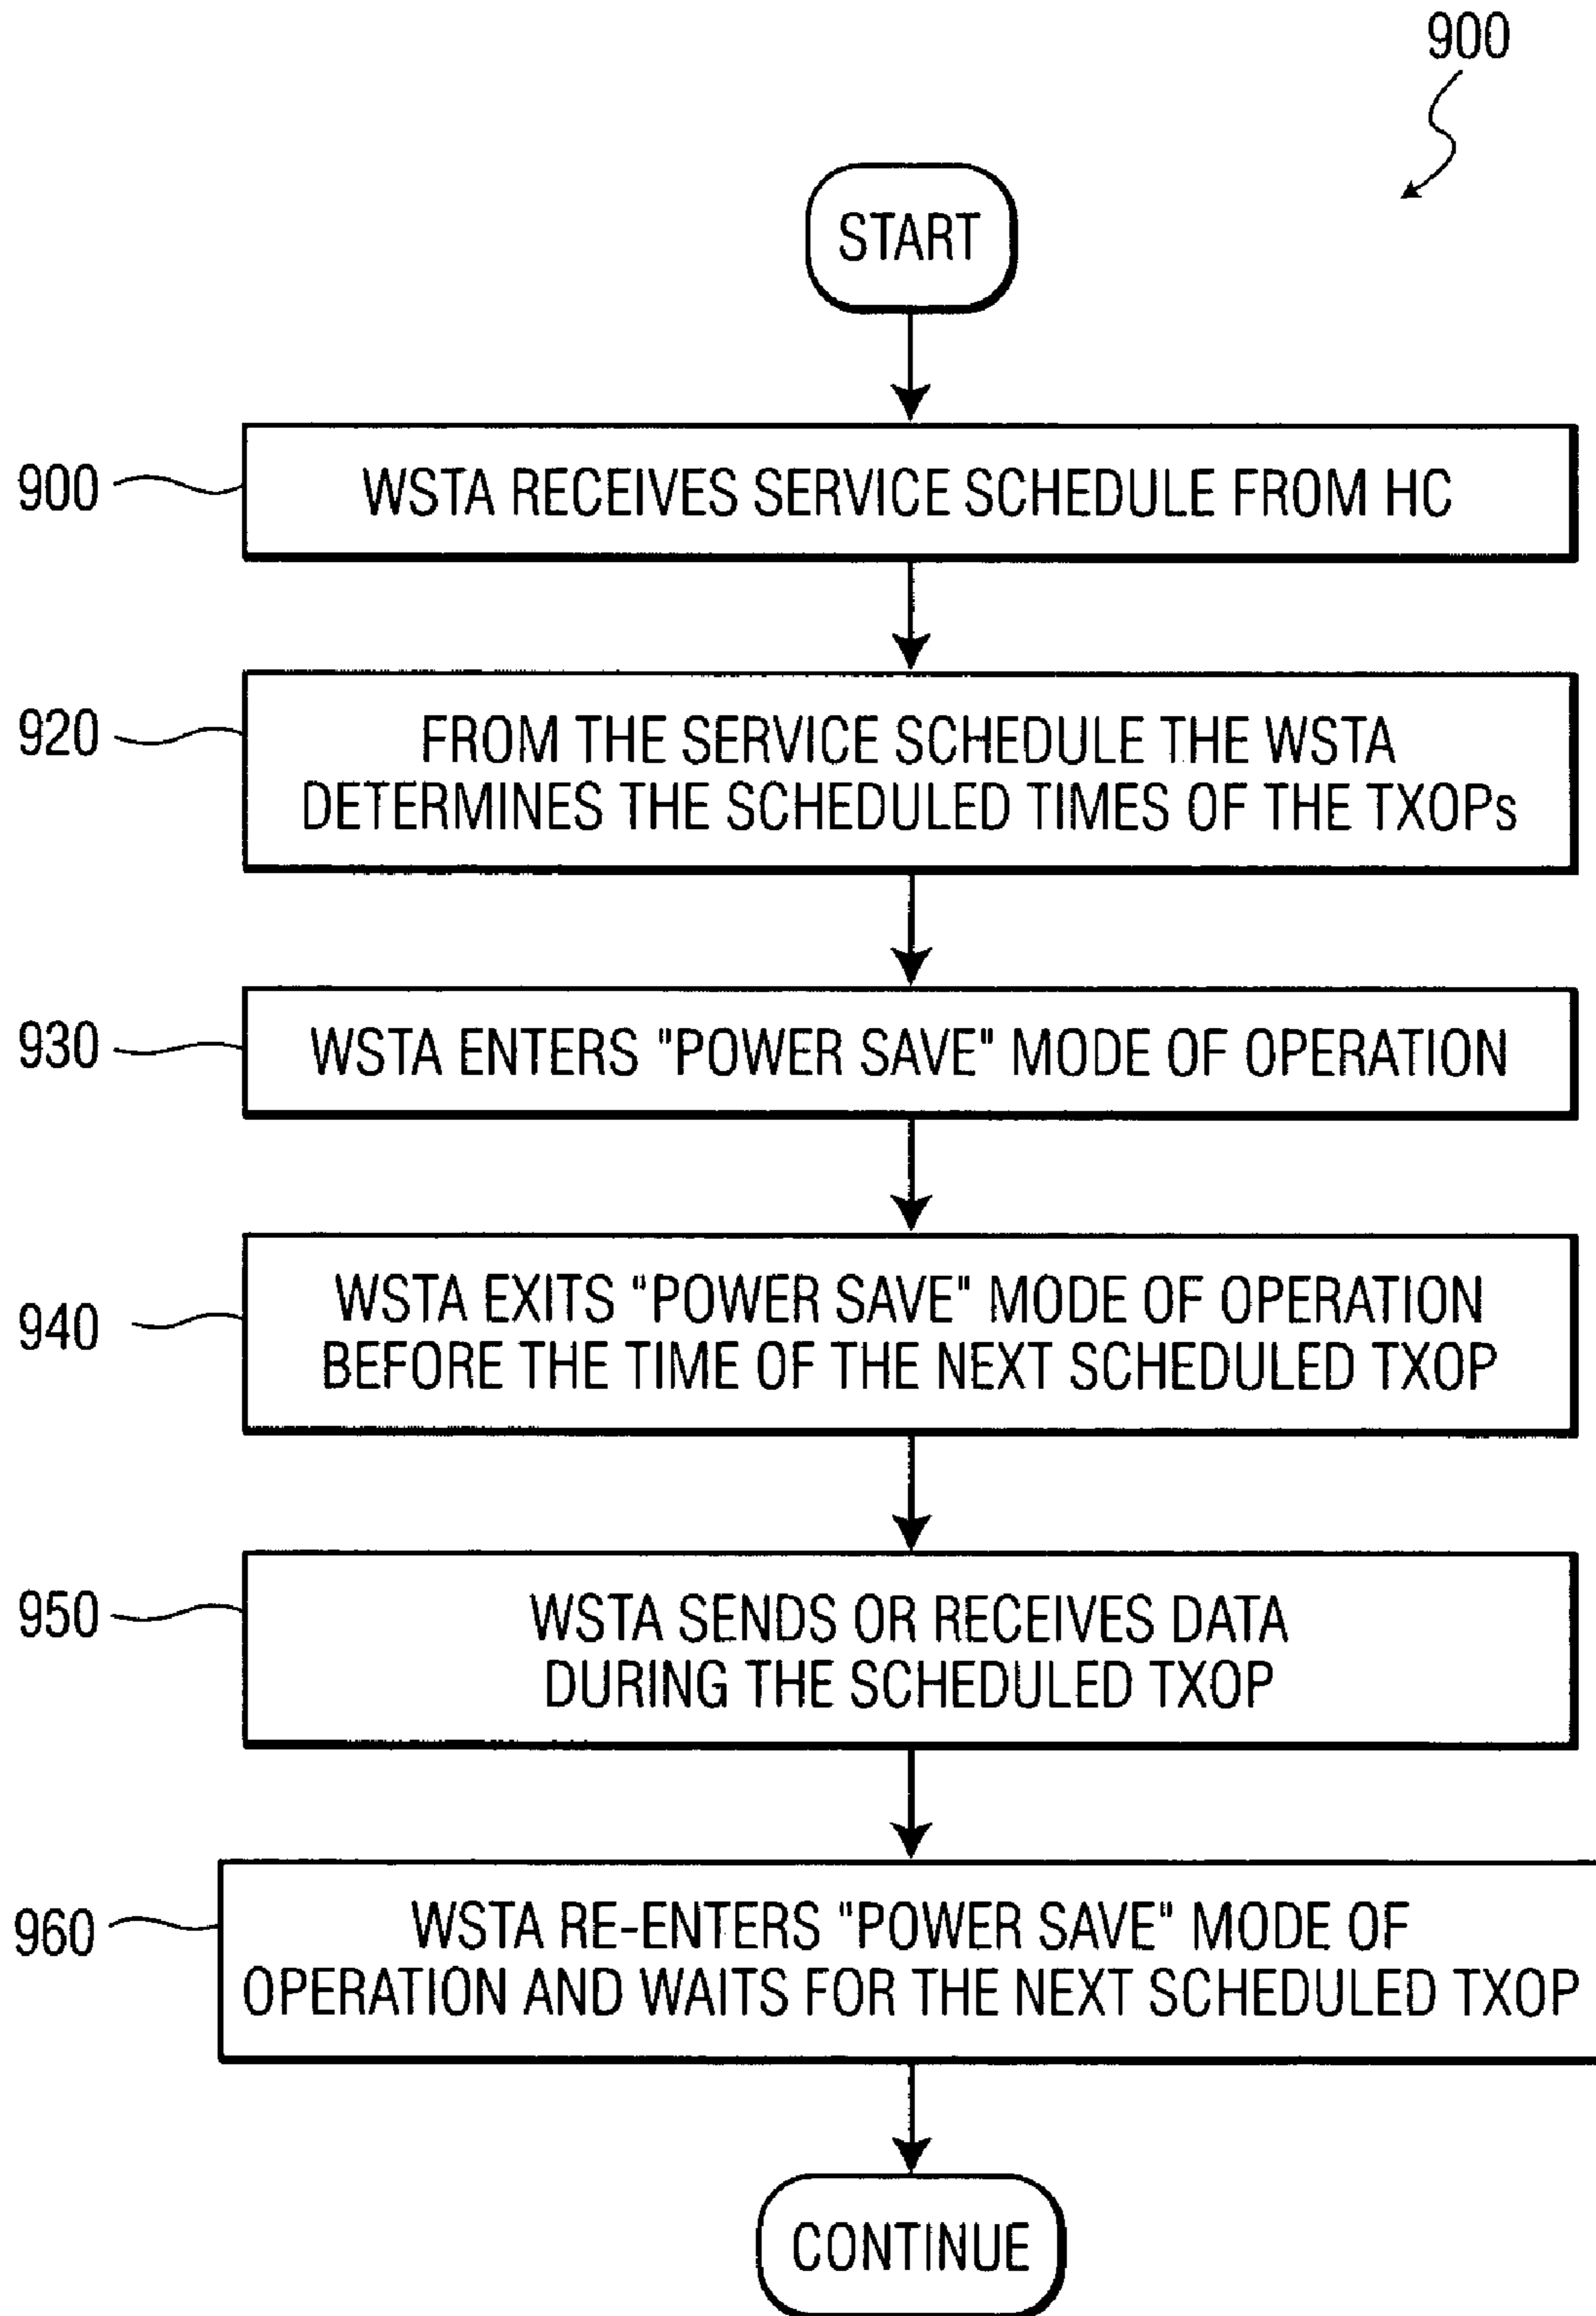 900
START
900
WSTA RECEIVES SERVICE SCHEDULE FROM HC
920
FROM THE SERVICE SCHEDULE THE WSTA
DETERMINES THE SCHEDULED TIMES OF THE TXOPs
930
WSTA ENTERS "POWER SAVE" MODE OF OPERATION
940
WSTA EXITS "POWER SAVE" MODE OF OPERATION
BEFORE THE TIME OF THE NEXT SCHEDULED TXOP
950
WSTA SENDS OR RECEIVES DATA
DURING THE SCHEDULED TXOP
960
WSTA RE-ENTERS "POWER SAVE" MODE OF
OPERATION AND WAITS FOR THE NEXT SCHEDULED TXOP
CONTINUE